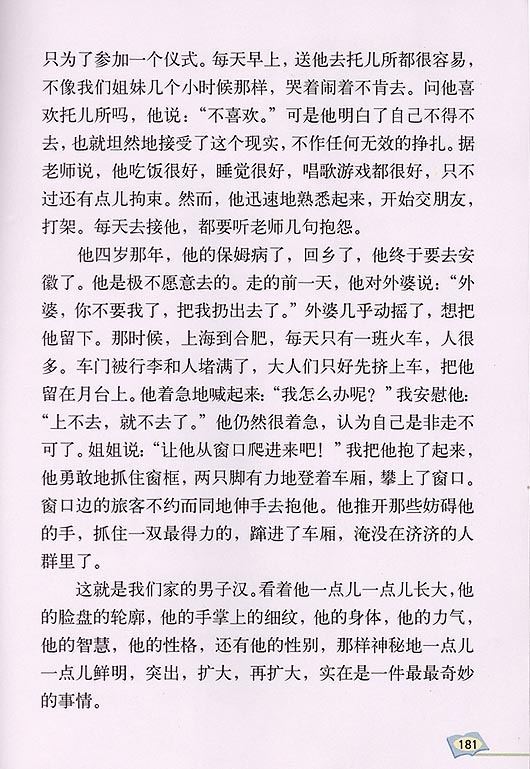 只为了参加一个仪式。每天早上，送他去托儿所都很容易，
不像我们姐妹几个小时候那样，哭着闹着不肯去。问他喜
欢托儿所吗，他说：“不喜欢。”可是他明白了自己不得不
去，也就坦然地接受了这个现实，不作任何无效的挣扎。据
老师说，他吃饭很好，睡觉很好，唱歌游戏都很好，只不
过还有点儿拘束。然而，他迅速地熟悉起来，开始交朋友，
打架。每天去接他，都要听老师几句抱怨。
他四岁那年，他的保姆病了，回乡了，他终于要去安
徽了。他是极不愿意去的。走的前一天，他对外婆说：“外
婆，你不要我了，把我扔出去了。”外婆几乎动摇了，想把
他留下。那时候，上海到合肥，每天只有一班火车，人很
多。车门被行李和人堵满了，大人们只好先挤上车，把他
留在月台上。他着急地喊起来：“我怎么办呢？”我安慰他：
“上不去，就不去了。”他仍然很着急，认为自己是非走不
可了。姐姐说：“让他从窗口爬进来吧！”我把他抱了起来，
他勇敢地抓住窗框，两只脚有力地登着车厢，攀上了窗口。
窗口边的旅客不约而同地伸手去抱他。他推开那些妨碍他
的手，抓住一双最得力的，蹿进了车厢，淹没在济济的人
群里了。
这就是我们家的男子汉。看着他一点儿一点儿长大，他
的脸盘的轮廓，他的手掌上的细纹，他的身体，他的力气，
他的智慧，他的性格，还有他的性别，那样神秘地一点儿
一点儿鲜明，突出，扩大，再扩大，实在是一件最最奇妙
的事情。
181